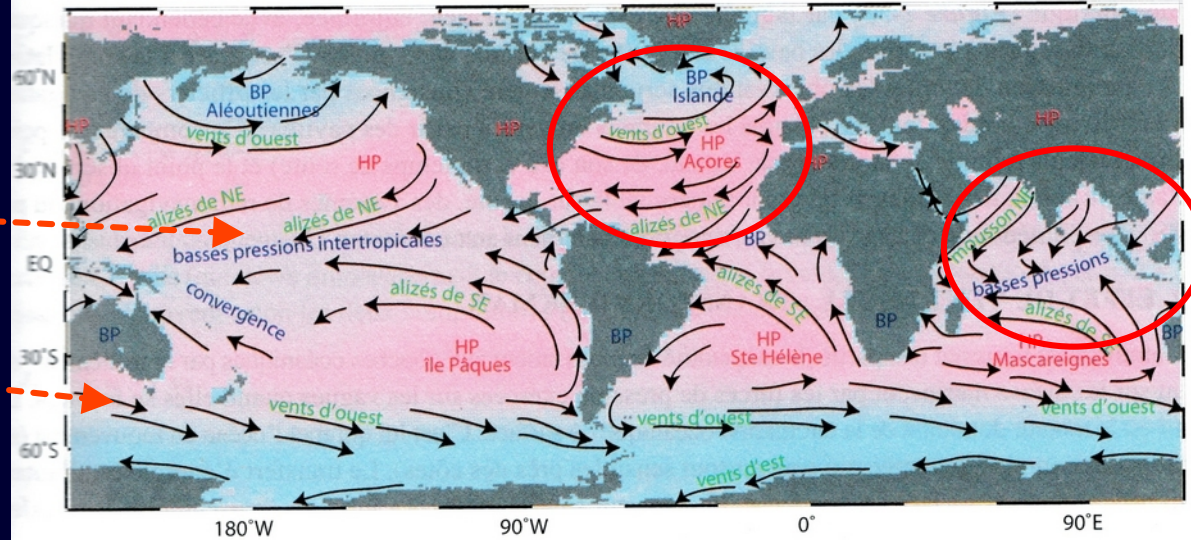 HP
60°N
BP
Aléoutiennes
BP
Islande
vents d'ouest
vents d'ouest
HP
HP
HP
30°N
HP
HP
Açores
HP
alizés de NE
alizés de NE
alizés de NE
mousson NE
basses pressions intertropicales
BP
EQ
basses pressions
convergence
alizés de SE
alizés de SE
alizés de SE
BP
BP
BP
BP
30°S
HP
île Pâques
HP
Ste Hélène
HP
Mascareignes
vents d'ouest
vents d'ouest
vents d'ouest
60°S
vents d'est
180°W
90°W
0°
90°E